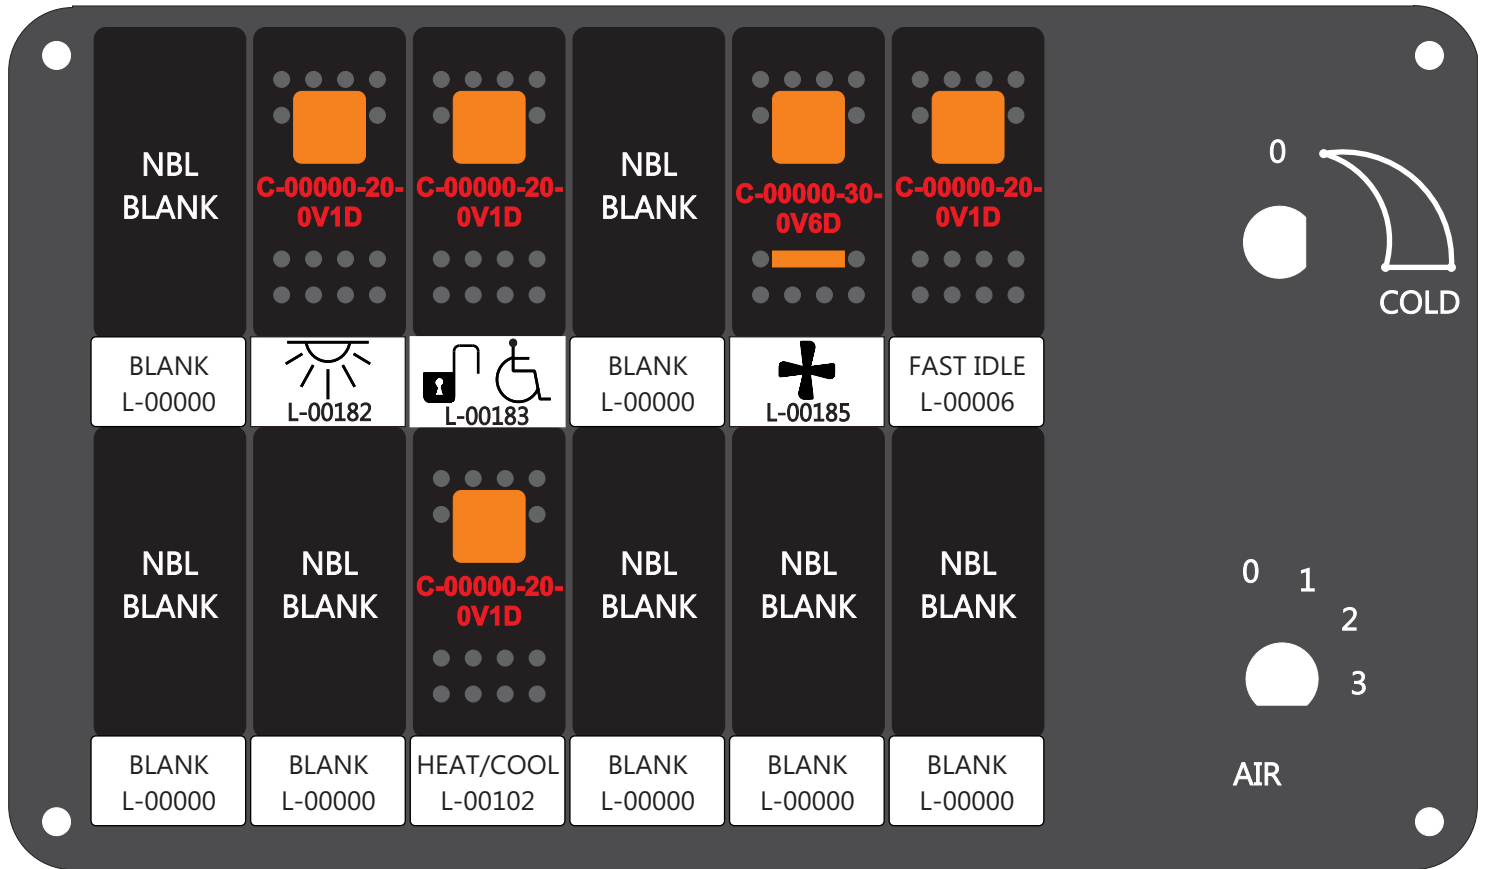 NBL
BLANK
C-00000-20-
0V1D
C-00000-20-
0V1D
NBL
BLANK
C-00000-30-
0V6D
C-00000-20-
0V1D
0
COLD
BLANK
L-00000
L-00182
L-00183
BLANK
L-00000
L-00185
FAST IDLE
L-00006
NBL
BLANK
NBL
BLANK
C-00000-20-
0V1D
NBL
BLANK
NBL
BLANK
NBL
BLANK
0
1
2
3
AIR
BLANK
L-00000
BLANK
L-00000
HEAT/COOL
L-00102
BLANK
L-00000
BLANK
L-00000
BLANK
L-00000